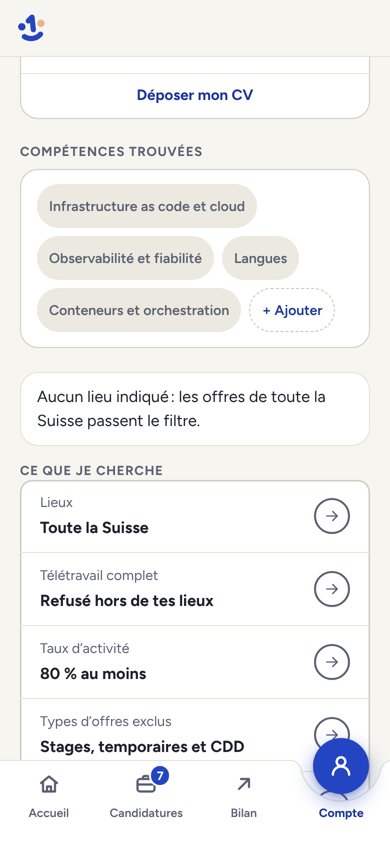 Déposer mon CV
COMPÉTENCES TROUVÉES
Infrastructure as code et cloud
Observabilité et fiabilité
Langues
Conteneurs et orchestration
+ Ajouter
Aucun lieu indiqué : les offres de toute la
Suisse passent le filtre.
CE QUE JE CHERCHE
Lieux
Toute la Suisse
Télétravail complet
Refusé hors de tes lieux
Taux d’activité
80 % au moins
Types d’offres exclus
Stages, temporaires et CDD
7
Accueil
Candidatures
Bilan
Compte